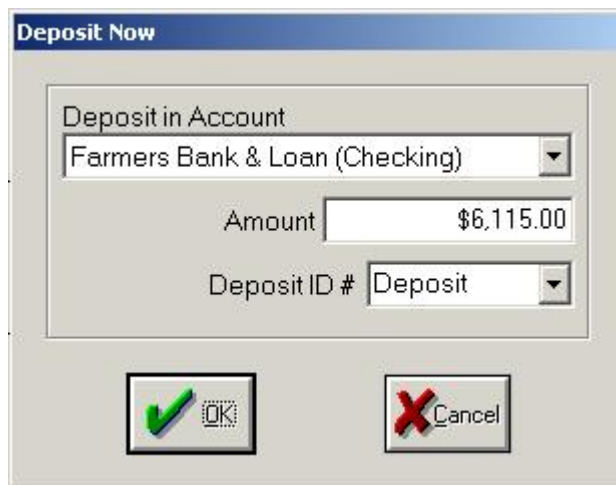 Deposit Now
Deposit in Account
Farmers Bank & Loan (Checking)
Amount $6,115.00
Deposit ID # Deposit
OK Cancel